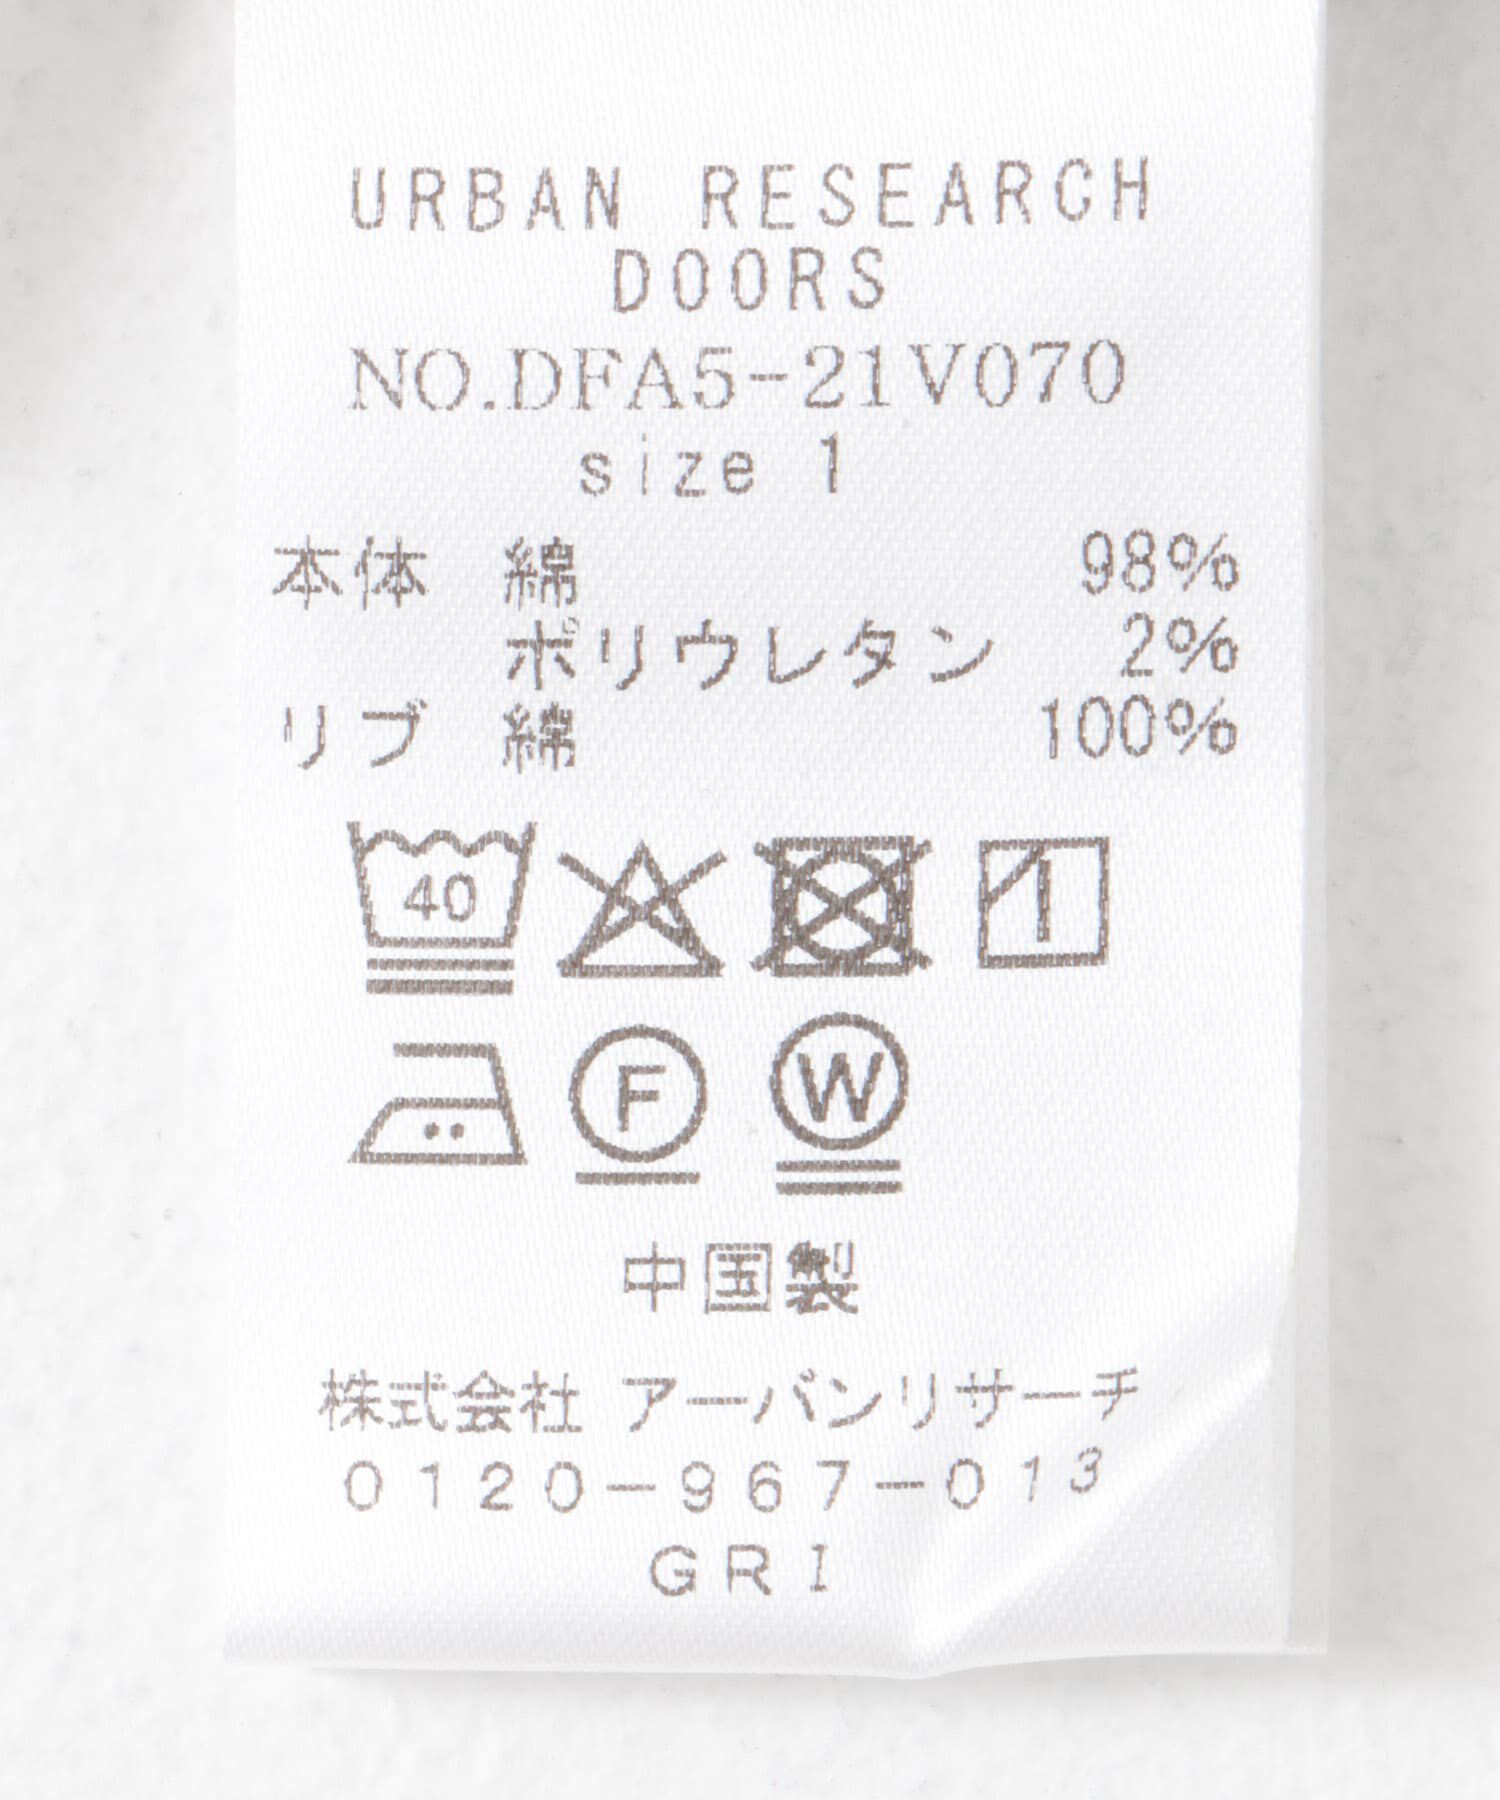 URBAN RESEARCH
DOORS
NO.DFA5-21V070
size 1
本体 綿 98%
ポリウレタン 2%
リブ 綿 100%
40
F W
中国製
株式会社 アーバンリサーチ
0120-967-013
GRI